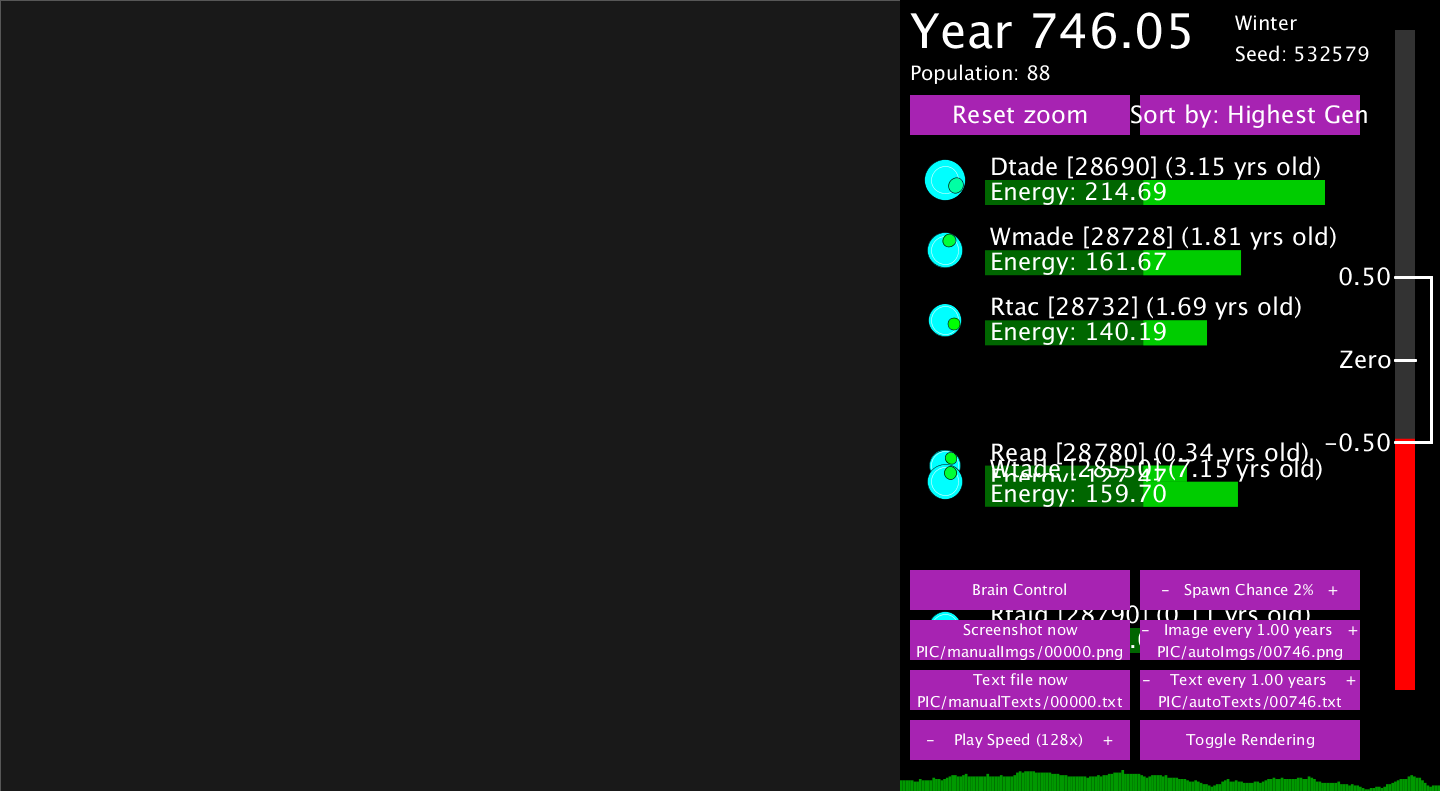 Year 746.05
Winter
Seed: 532579
Population: 88
Reset zoom
Sort by: Highest Gen
Dtade [28690] (3.15 yrs old)
Energy: 214.69
Wmade [28728] (1.81 yrs old)
Energy: 161.67
Rtac [28732] (1.69 yrs old)
Energy: 140.19
0.50
Zero
-0.50
Reap [28780] (0.34 yrs old)
Wtade [28550] (7.15 yrs old)
Energy: 127.47
Energy: 159.70
Brain Control
- Spawn Chance 2% +
[28790] (0.11 yrs old)
Screenshot now
PIC/manualImgs/00000.png
- Image every 1.00 years +
PIC/autoImgs/00746.png
Text file now
PIC/manualTexts/00000.txt
- Text every 1.00 years +
PIC/autoTexts/00746.txt
- Play Speed (128x) +
Toggle Rendering